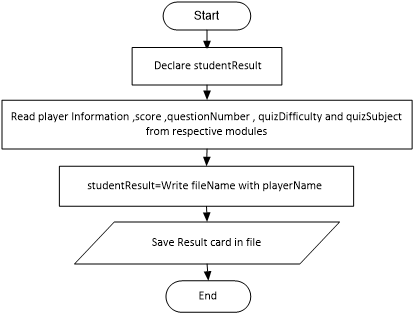 Start
Declare studentResult
Read player Information ,score ,questionNumber , quizDifficulty and quizSubject
from respective modules
studentResult=Write fileName with playerName
Save Result card in file
End